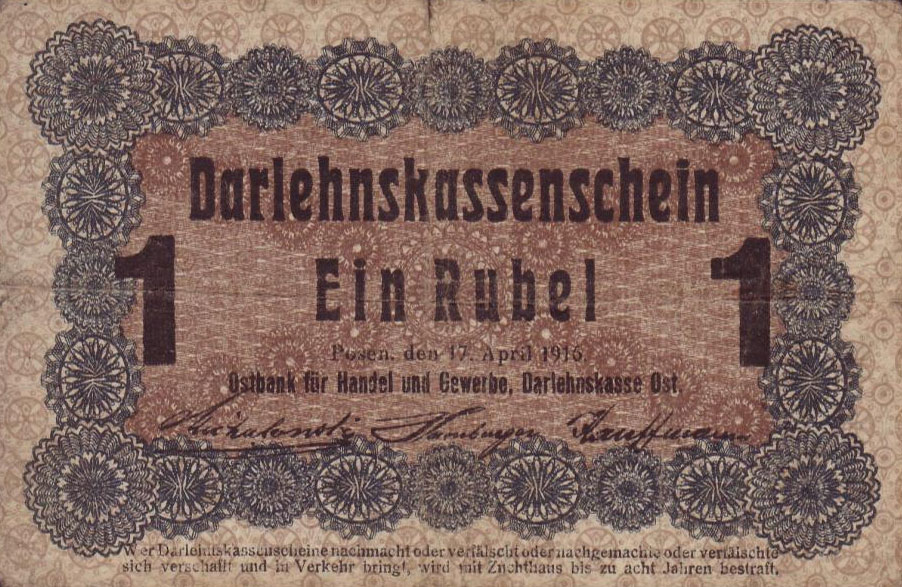 Darlehnskassenschein
1 Ein Rubel 1
Posen, den 17. April 1916.
Ostbank für Handel und Gewerbe, Darlehnskasse Ost
Hamburger Kauffmann
Wer Darlehnskassenscheine nachmacht oder verfälscht oder nachgemachte oder verfälschte
sich verschafft und in Verkehr bringt, wird mit Zuchthaus bis zu acht Jahren bestraft.